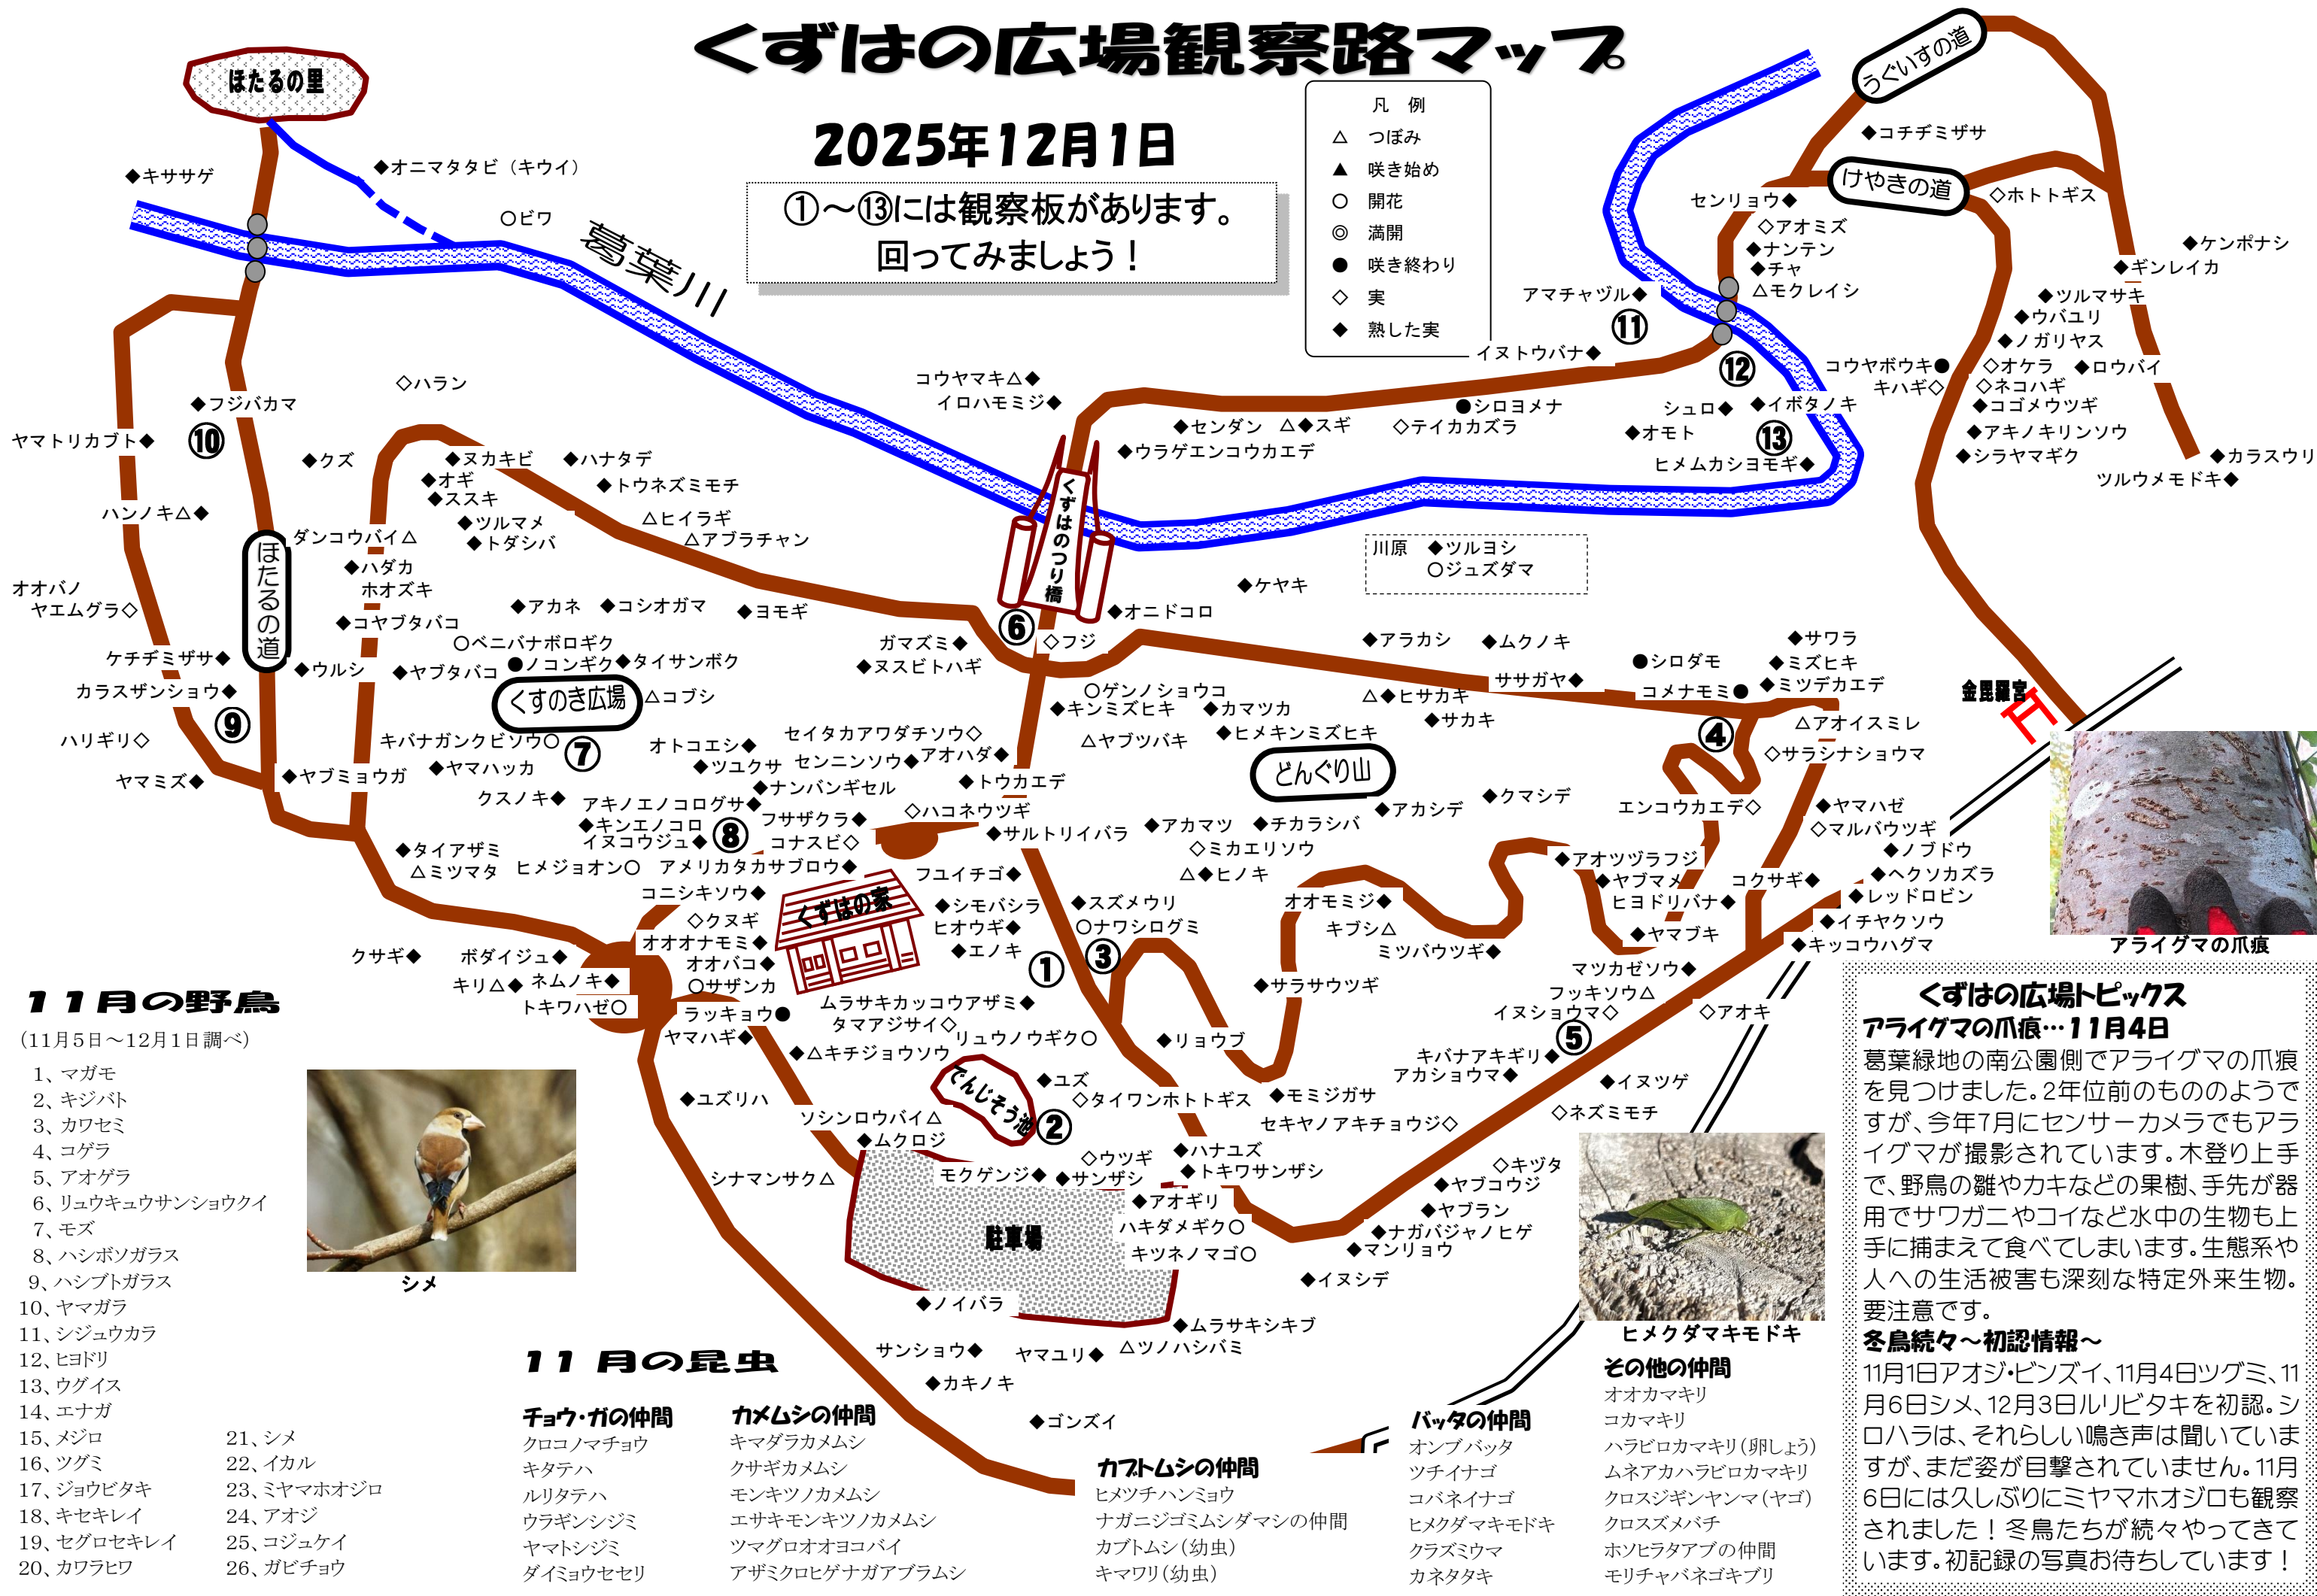 くずはの広場観察路マップ
2025年12月1日
①～⑬には観察板があります。
回ってみましょう！
凡　例
△　つぼみ
▲　咲き始め
○　開花
◎　満開
●　咲き終わり
◇　実
◆　熟した実
ほたるの里
◆キササゲ
◆オニマタタビ（キウイ）
○ビワ
葛葉川
うぐいすの道
◆コチヂミザサ
けやきの道
◇ホトトギス
センリョウ◆
◇アオミズ
◆ナンテン
◆チャ
△モクレイシ
◆ケンポナシ
◆ギンレイカ
アマチャヅル◆
⑪
イヌトウバナ◆
⑫
◆ツルマサキ
◆ウバユリ
◆ノガリヤス
コウヤボウキ●
◇オケラ
◆ロウバイ
キハギ◇
◇ネコハギ
◆コゴメウツギ
◆アキノキリンソウ
◆シラヤマギク
◆カラスウリ
ツルウメモドキ◆
シュロ◆
◆イボタノキ
◆オモト
⑬
ヒメムカシヨモギ◆
コウヤマキ△◆
イロハモミジ◆
●シロヨメナ
◆センダン
△◆スギ
◇テイカカズラ
◆ウラゲエンコウカエデ
◇ハラン
◆フジバカマ
ヤマトリカブト◆
⑩
◆クズ
◆ヌカキビ
◆ハナタデ
◆オギ
◆ススキ
◆トウネズミモチ
ハンノキ△◆
◆ツルマメ
◆トダシバ
△ヒイラギ
△アブラチャン
ダンコウバイ△
◆ハダカ
ホオズキ
ほたるの道
くずはのつり橋
川原　◆ツルヨシ
○ジュズダマ
◆ケヤキ
オオバノ
ヤエムグラ◇
◆アカネ
◆コシオガマ
◆ヨモギ
◆コヤブタバコ
○ベニバナボロギク
●ノコンギク
◆タイサンボク
ガマズミ◆
◆ヌスビトハギ
⑥
◇フジ
◆オニドコロ
◆アラカシ
◆ムクノキ
◆サワラ
ケチヂミザサ◆
◆ウルシ
◆ヤブタバコ
くすのき広場
△コブシ
カラスザンショウ◆
⑨
○ゲンノショウコ
◆キンミズヒキ
◆カマツカ
△ヤブツバキ
◆ヒメキンミズヒキ
△◆ヒサカキ
◆サカキ
ササガヤ◆
●シロダモ
コメナモミ●
◆ミズヒキ
◆ミツデカエデ
④
△アオイスミレ
◇サラシナショウマ
金毘羅宮
ハリギリ◇
キバナガンクビソウ○
⑦
オトコエシ◆
セイタカアワダチソウ◇
◆ツユクサ
センニンソウ◆
アオハダ◆
どんぐり山
ヤマミズ◆
◆ヤブミョウガ
◆ヤマハッカ
◆ナンバンギセル
◆トウカエデ
クスノキ◆
アキノエノコログサ◆
◇ハコネウツギ
◆アカシデ
◆クマシデ
エンコウカエデ◇
◆ヤマハゼ
◆キンエノコロ
⑧
フサザクラ◆
イヌコウジュ◆
コナスビ◇
◆サルトリイバラ
◆アカマツ
◆チカラシバ
◇マルバウツギ
◆タイアザミ
△ミツマタ
ヒメジョオン○
アメリカタカサブロウ◆
◇ミカエリソウ
△◆ヒノキ
◆アオツヅラフジ
◆ノブドウ
◆ヤブマメ
コクサギ◆
◆ヘクソカズラ
コニシキソウ◆
くずはの家
フユイチゴ◆
オオモミジ◆
ヒヨドリバナ◆
◆レッドロビン
◇クヌギ
◆シモバシラ
◆スズメウリ
キブシ△
◆ヤマブキ
◆イチヤクソウ
オオオナモミ◆
ヒオウギ◆
○ナワシログミ
ミツバウツギ◆
◆キッコウハグマ
クサギ◆
ボダイジュ◆
オオバコ◆
◆エノキ
①
③
マツカゼソウ◆
キリ△◆
ネムノキ◆
○サザンカ
◆サラサウツギ
フッキソウ△
トキワハゼ○
ラッキョウ●
ムラサキカッコウアザミ◆
イヌショウマ◇
◇アオキ
ヤマハギ◆
タマアジサイ◇
リュウノウギク○
◆リョウブ
⑤
◆△キチジョウソウ
キバナアキギリ◆
アカショウマ◆
◆イヌツゲ
でんじそう池
◆ユズ
◆ユズリハ
◇タイワンホトトギス
◆モミジガサ
◇ネズミモチ
ソシンロウバイ△
②
セキヤノアキチョウジ◇
◆ムクロジ
◆ハナユズ
シナマンサク△
モクゲンジ◆
◇ウツギ
◆サンザシ
◆トキワサンザシ
◇キヅタ
◆ヤブコウジ
◆アオギリ
◆ヤブラン
駐車場
ハキダメギク○
◆ナガバジャノヒゲ
キツネノマゴ○
◆マンリョウ
◆イヌシデ
◆ノイバラ
◆ムラサキシキブ
サンショウ◆
ヤマユリ◆
△ツノハシバミ
◆カキノキ
◆ゴンズイ
アライグマの爪痕
ヒメクダマキモドキ
シメ
11月の野鳥
（11月5日～12月1日調べ）
1、マガモ
2、キジバト
3、カワセミ
4、コゲラ
5、アオゲラ
6、リュウキュウサンショウクイ
7、モズ
8、ハシボソガラス
9、ハシブトガラス
10、ヤマガラ
11、シジュウカラ
12、ヒヨドリ
13、ウグイス
14、エナガ
15、メジロ
16、ツグミ
17、ジョウビタキ
18、キセキレイ
19、セグロセキレイ
20、カワラヒワ
21、シメ
22、イカル
23、ミヤマホオジロ
24、アオジ
25、コジュケイ
26、ガビチョウ
11月の昆虫
チョウ・ガの仲間
クロコノマチョウ
キタテハ
ルリタテハ
ウラギンシジミ
ヤマトシジミ
ダイミョウセセリ
カメムシの仲間
キマダラカメムシ
クサギカメムシ
モンキツノカメムシ
エサキモンキツノカメムシ
ツマグロオオヨコバイ
アザミクロヒゲナガアブラムシ
カブトムシの仲間
ヒメツチハンミョウ
ナガニジゴミムシダマシの仲間
カブトムシ（幼虫）
キマワリ（幼虫）
バッタの仲間
オンブバッタ
ツチイナゴ
コバネイナゴ
ヒメクダマキモドキ
クラズミウマ
カネタタキ
その他の仲間
オオカマキリ
コカマキリ
ハラビロカマキリ（卵しょう）
ムネアカハラビロカマキリ
クロスジギンヤンマ（ヤゴ）
クロスズメバチ
ホソヒラタアブの仲間
モリチャバネゴキブリ
くずはの広場トピックス
アライグマの爪痕…11月4日
葛葉緑地の南公園側でアライグマの爪痕
を見つけました。2年位前のもののようで
すが、今年7月にセンサーカメラでもアラ
イグマが撮影されています。木登り上手
で、野鳥の雛やカキなどの果樹、手先が器
用でサワガニやコイなど水中の生物も上
手に捕まえて食べてしまいます。生態系や
人への生活被害も深刻な特定外来生物。
要注意です。
冬鳥続々～初認情報～
11月1日アオジ・ビンズイ、11月4日ツグミ、11
月6日シメ、12月3日ルリビタキを初認。シ
ロハラは、それらしい鳴き声は聞いていま
すが、まだ姿が目撃されていません。11月
6日には久しぶりにミヤマホオジロも観察
されました！冬鳥たちが続々やってきて
います。初記録の写真お待ちしています！